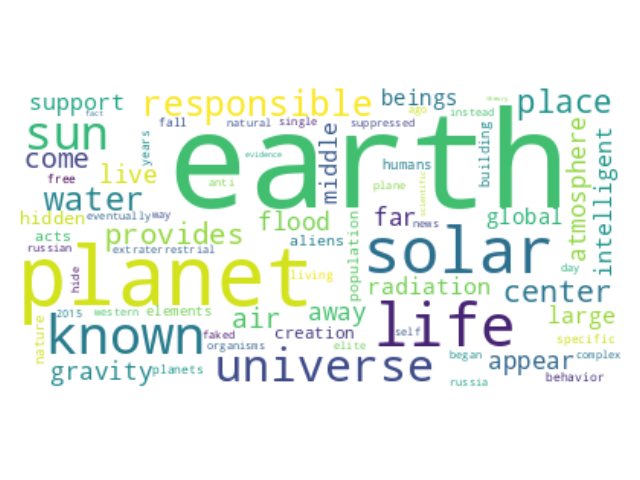 support
fact
responsible
beings
ago
theory
place
sun
fall
natural
single
suppressed
instead
earth
come
years
evidence
middle
humans
building
atmosphere
intelligent
free
live
anti
plane
scientific
water
hidden
eventually
way
flood
population
far
news
global
acts
provides
aliens
russian
extraterrestrial
solar
day
planet
hide
living
radiation
center
2015
western
elements
air
away
life
large
known
nature
faked
creation
self
specific
organisms
elite
universe
began
appear
complex
gravity
planets
russia
behavior